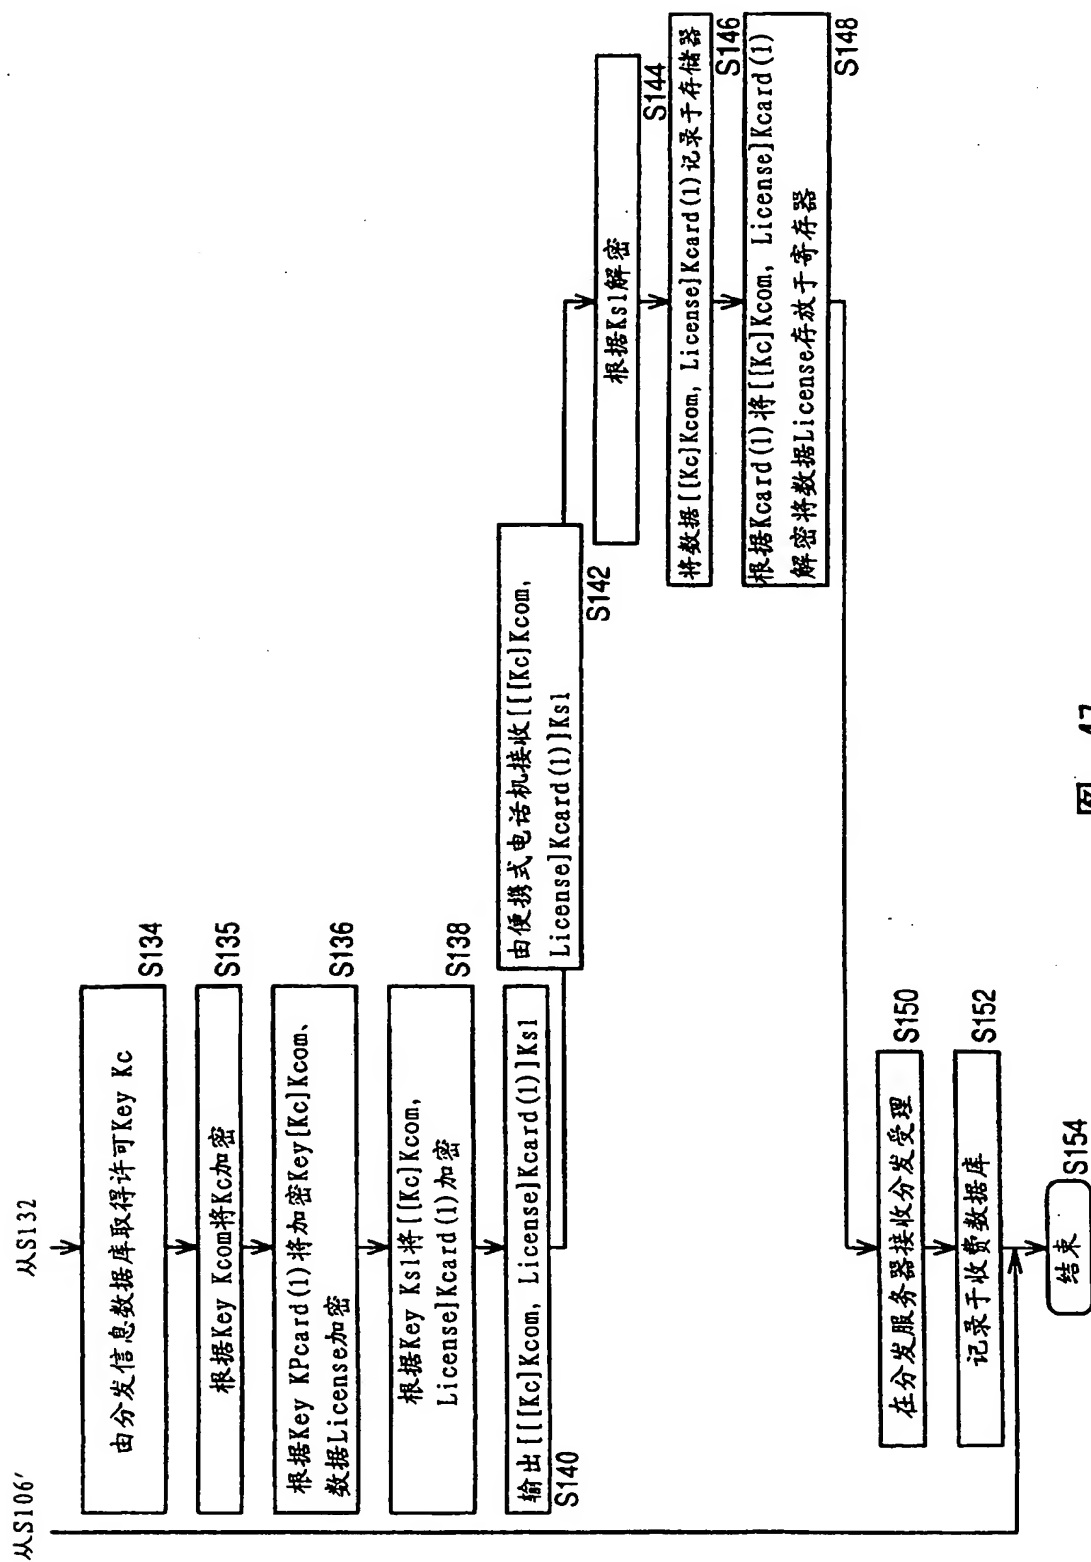 从S106′
从S132
由分发信息数据库取得许可Key Kc
S134
根据Key Kcom将Kc加密
S135
根据Key KPcard(1)将加密Key[Kc]Kcom、
数据License加密
S136
根据Key Ks1将[[Kc]Kcom,
License]Kcard(1)加密
S138
输出[[[Kc]Kcom, License]Kcard(1)]Ks1
S140
由便携式电话机接收[[[Kc]Kcom,
License]Kcard(1)]Ks1
S142
根据Ks1解密
S144
将数据[[Kc]Kcom, License]Kcard(1)记录于存储器
S146
根据Kcard(1)将[[Kc]Kcom, License]Kcard(1)
解密将数据License存放于寄存器
S148
在分发服务器接收分发受理
S150
记录于收费数据库
S152
结束
S154
图